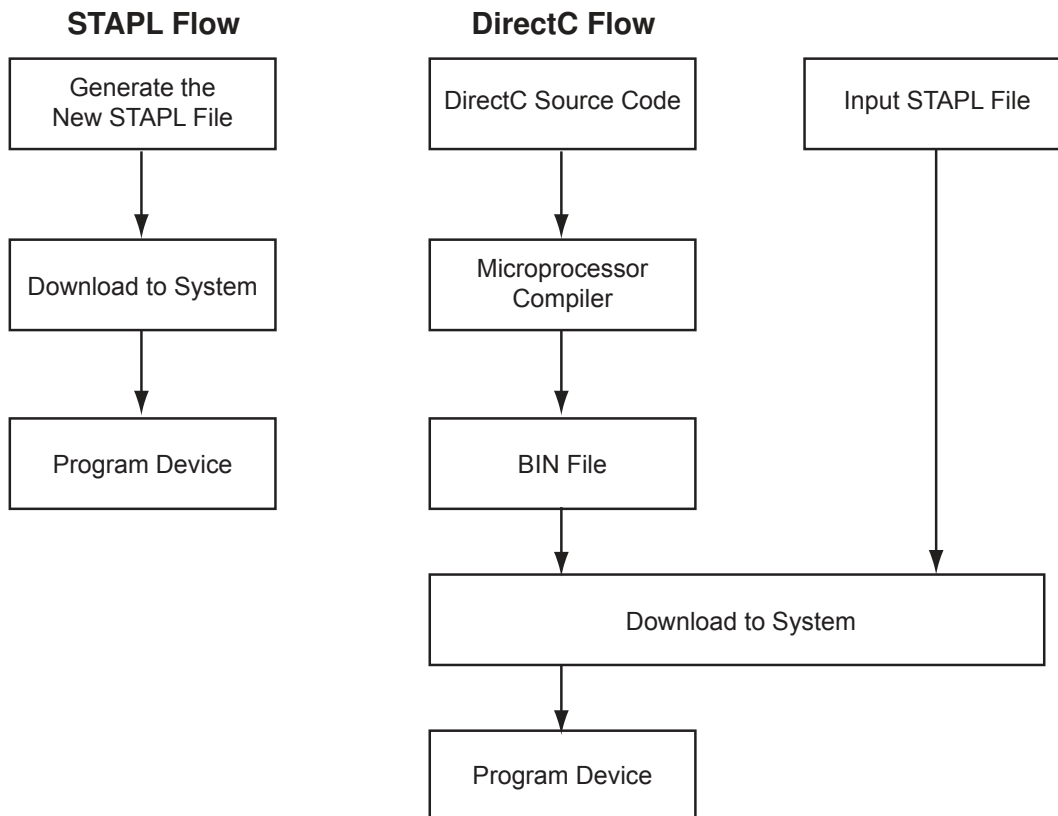 STAPL Flow
Generate the
New STAPL File
Download to System
Program Device
DirectC Flow
DirectC Source Code
Input STAPL File
Microprocessor
Compiler
BIN File
Download to System
Program Device